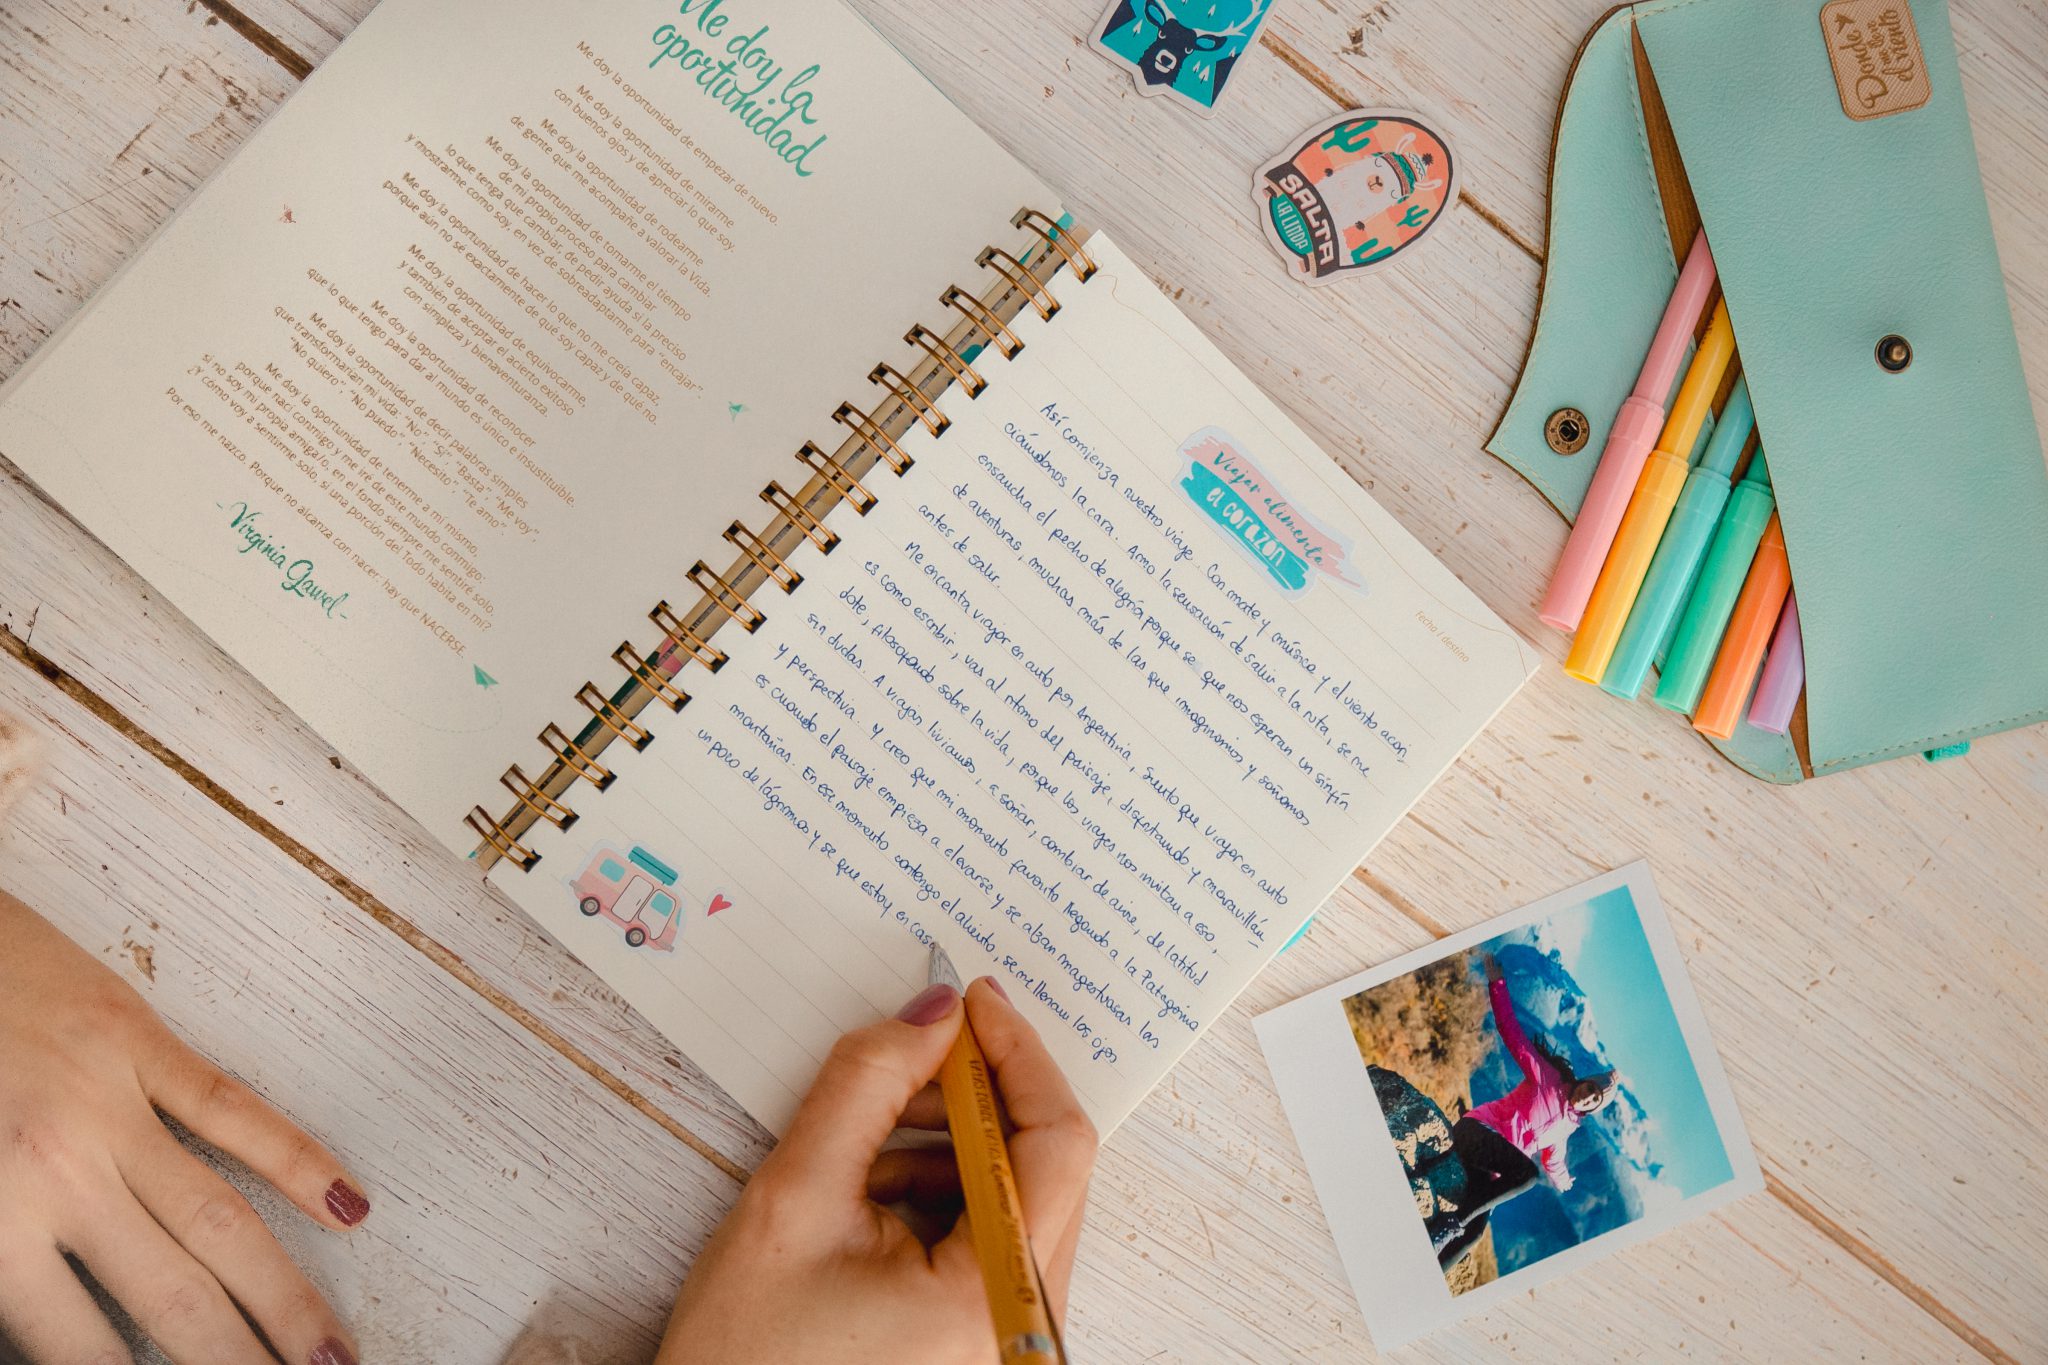 Me doy la
oportunidad
Me doy la oportunidad de empezar de nuevo.
Me doy la oportunidad de mirarme
con buenos ojos y de apreciar lo que soy.
Me doy la oportunidad de rodearme
de gente que me acompañe a valorar la Vida.
Me doy la oportunidad de tomarme el tiempo
de mi propio proceso para cambiar
lo que tenga que cambiar, de pedir ayuda si la preciso
y mostrarme como soy, en vez de sobreadaptarme para "encajar".
Me doy la oportunidad de hacer lo que no me creía capaz,
porque aún no sé exactamente de qué soy capaz y de qué no.
Me doy la oportunidad de equivocarme,
y también de aceptar el acierto exitoso
con simpleza y bienaventuranza.
Me doy la oportunidad de reconocer
que lo que tengo para dar al mundo es único e insustituible.
Me doy la oportunidad de decir palabras simples
que transformarían mi vida: "No", "Sí", "Basta", "Me voy",
"No quiero", "No puedo", "Necesito", "Te amo".
Me doy la oportunidad de tenerme a mí mismo,
porque nací conmigo y me iré de este mundo conmigo:
si no soy mi propia amiga/o, en el fondo siempre me sentiré solo.
¿Y cómo voy a sentirme solo, si una porción del Todo habita en mí?
Por eso me nazco. Porque no alcanza con nacer: hay que NACERSE.
-Virginia Gawel-
Viajar alimenta
el corazón
Fecha / destino
Así comienza nuestro viaje. Con mate y música y el viento acari,
ciándonos la cara. Amo la sensación de salir a la ruta, se me
ensancha el pecho de alegría porque se que nos esperan un sinfín
de aventuras, muchas más de las que imaginamos y soñamos
antes de salir.
Me encanta viajar en auto por Argentina, siento que viajar en auto
es como escribir, vas al ritmo del paisaje, disfrutando y maravillán
dote, filosofando sobre la vida, porque los viajes nos invitan a eso,
sin dudas. A viajar livianos, a soñar, cambiar de aire, de latitud
y perspectiva. Y creo que mi momento favorito llegando a la Patagonia
es cuando el paisaje empieza a elevarse y se alzan magestuosas las
montañas. En ese momento contengo el aliento, se me llenan los ojos
un poco de lágrimas y se que estoy en casa
SALTA
LA LINDA
Donde
me lleve
el viento